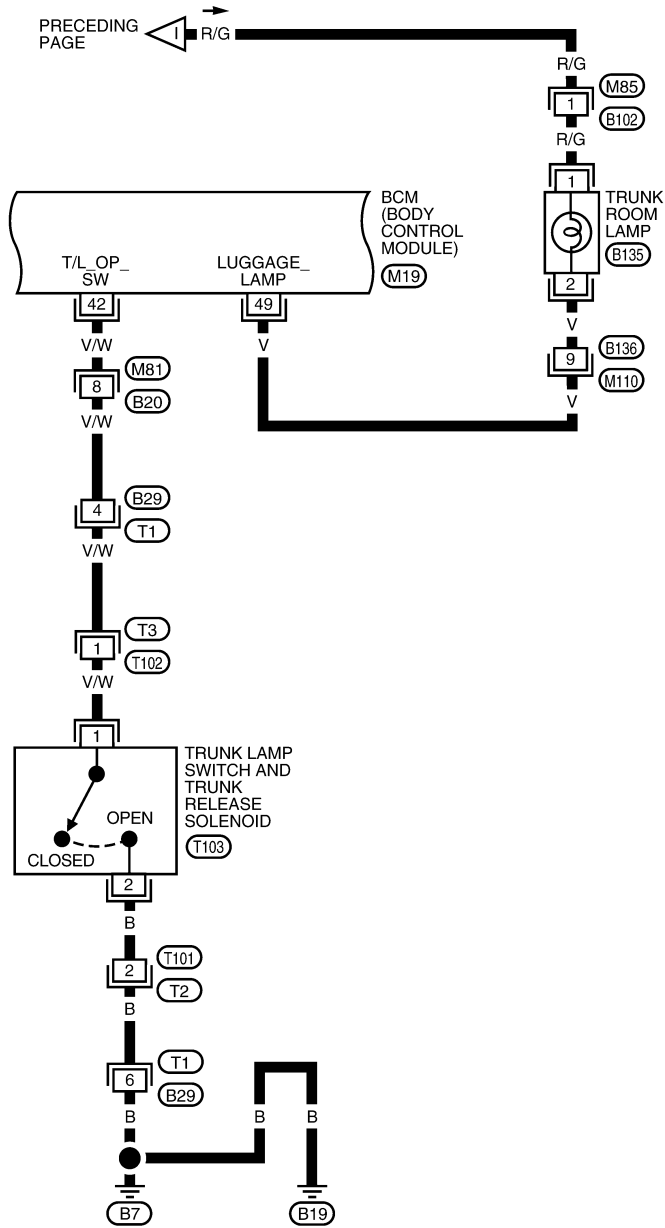 PRECEDING
PAGE
I
R/G
R/G
1
M85
B102
R/G
1
TRUNK
ROOM
LAMP
B135
2
V
9
B136
M110
V
BCM
(BODY
CONTROL
MODULE)
M19
T/L_OP_
SW
LUGGAGE_
LAMP
42
49
V/W
V
8
M81
B20
V/W
4
B29
T1
V/W
1
T3
T102
V/W
1
TRUNK LAMP
SWITCH AND
TRUNK
RELEASE
SOLENOID
T103
OPEN
CLOSED
2
B
2
T101
T2
B
6
T1
B29
B
B
B
B7
B19